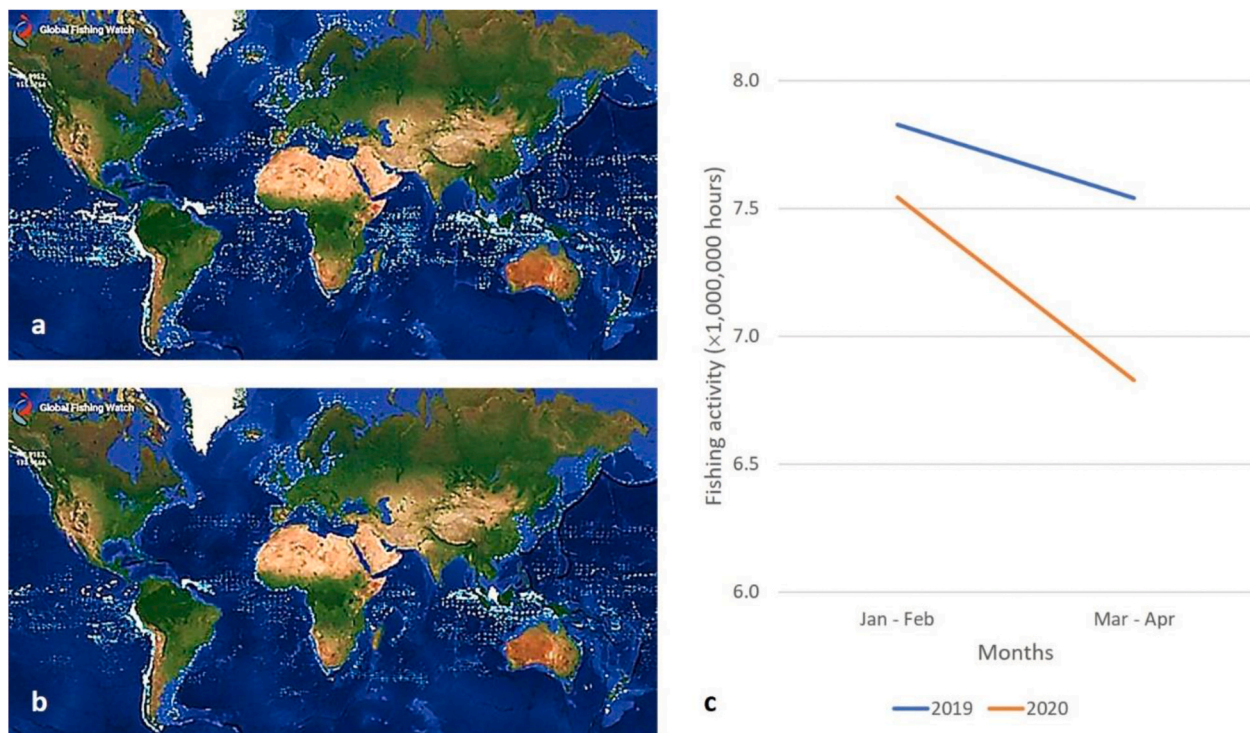 Global Fishing Watch
a
Global Fishing Watch
b
8.0
7.5
7.0
6.5
6.0
Fishing activity (×1,000,000 hours)
Jan - Feb
Mar - Apr
Months
2019
2020
c